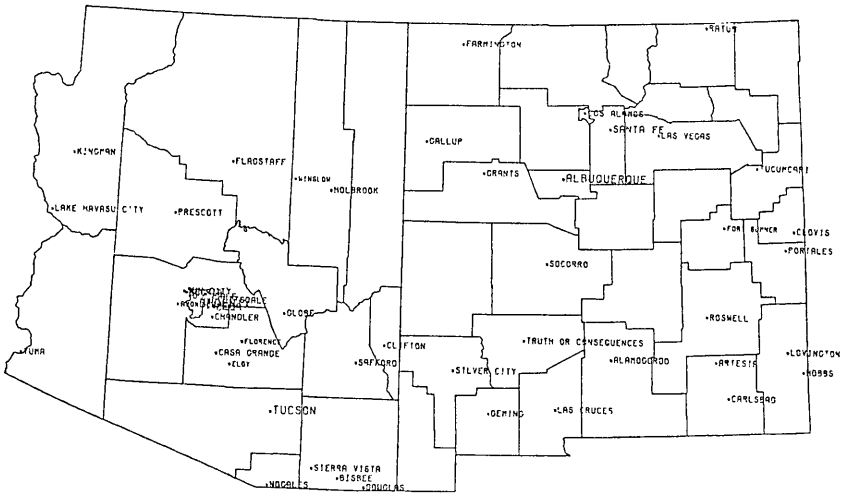 RATON
FARMINGTON
LOS ALAMOS
SANTA FE
LAS VEGAS
GALLUP
KINGMAN
FLAGSTAFF
WINSLOW
GRANTS
ALBUQUERQUE
TUCUMCARI
HOLBROOK
LAKE HAVASU CITY
PRESCOTT
FORT SUMNER
CLOVIS
PORTALES
SOCORRO
SUN CITY
GLOBE
CHANDLER
ROSWELL
FLORENCE
CLIFTON
TRUTH OR CONSEQUENCES
YUMA
CASA GRANDE
LOVINGTON
ELOY
SAFFORD
SILVER CITY
ALAMOGORDO
ARTESIA
HOBBS
CARLSBAD
TUCSON
DEMING
LAS CRUCES
SIERRA VISTA
BISBEE
NOGALES
DOUGLAS